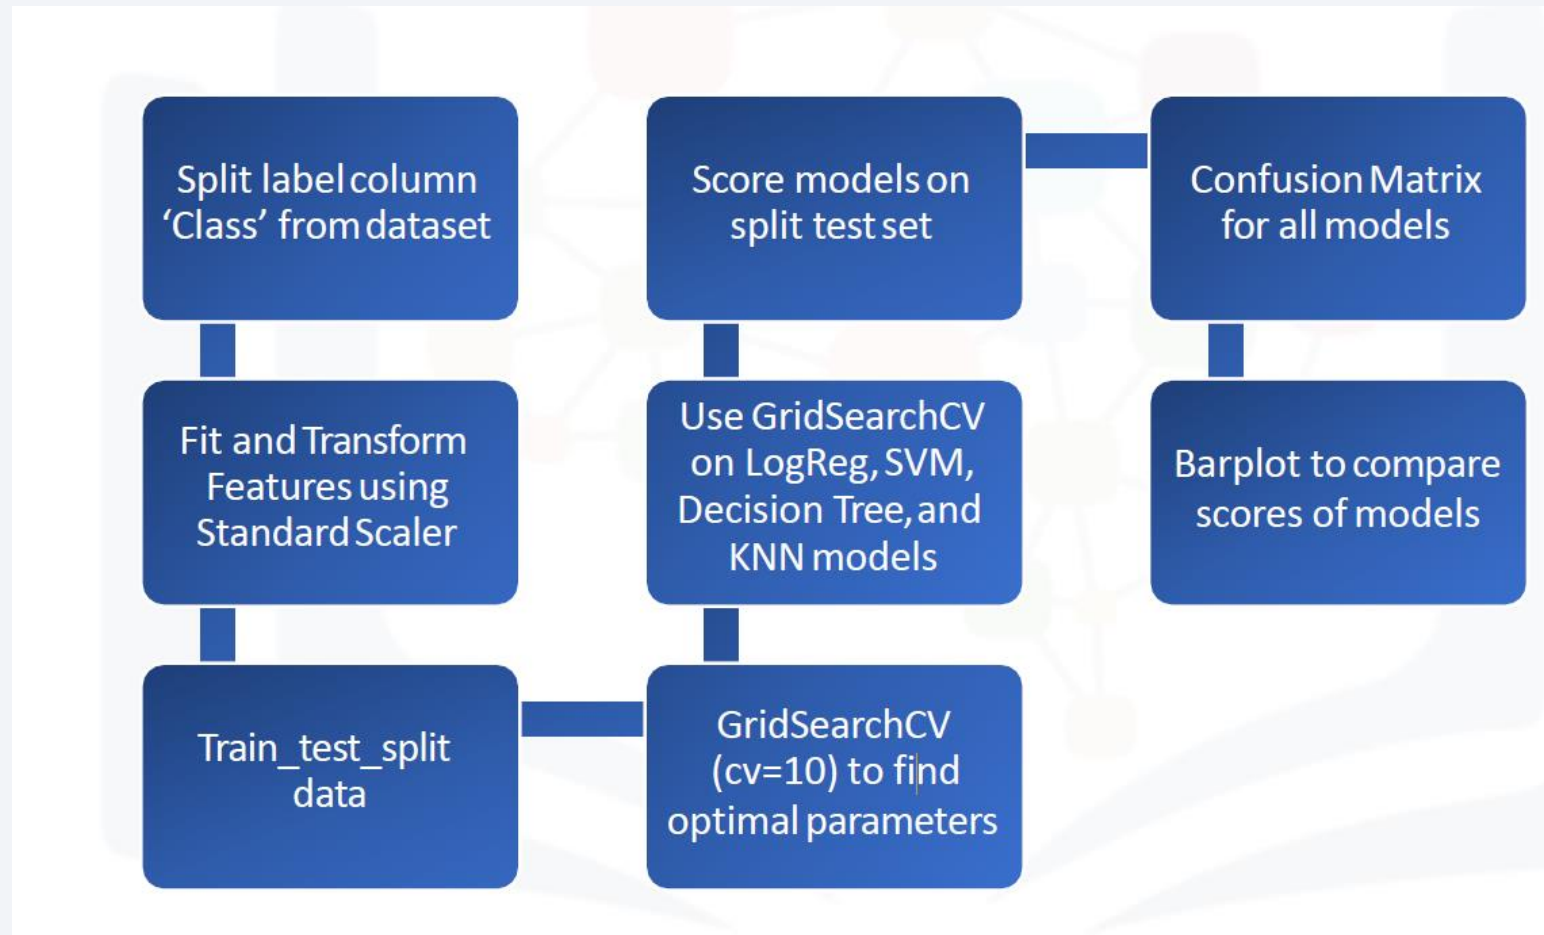 Split label column
‘Class’ from dataset
Fit and Transform
Features using
Standard Scaler
Train_test_split
data
GridSearchCV
(cv=10) to find
optimal parameters
Use GridSearchCV
on LogReg, SVM,
Decision Tree, and
KNN models
Score models on
split test set
Confusion Matrix
for all models
Barplot to compare
scores of models